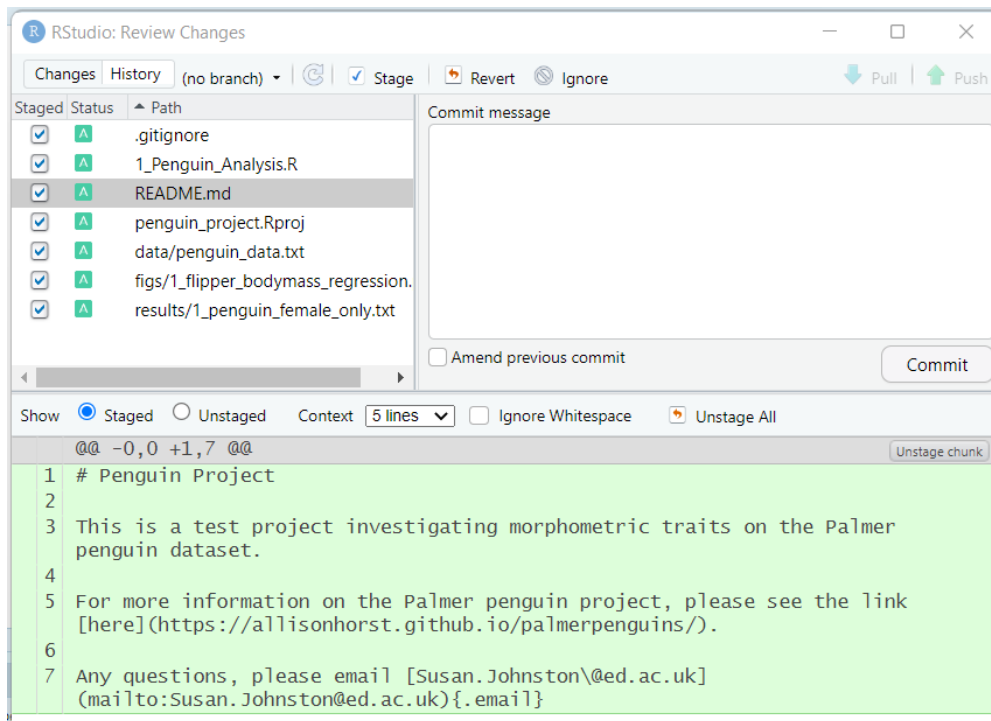 R RStudio: Review Changes
Changes History (no branch) Stage Revert Ignore Pull Push
Staged Status Path
Commit message
A .gitignore
A 1_Penguin_Analysis.R
A README.md
A penguin_project.Rproj
A data/penguin_data.txt
A figs/1_flipper_bodymass_regression.
A results/1_penguin_female_only.txt
Amend previous commit
Commit
Show Staged Unstaged Context 5 lines Ignore Whitespace Unstage All
@@ -0,0 +1,7 @@ Unstage chunk
1 # Penguin Project
2
3 This is a test project investigating morphometric traits on the Palmer
penguin dataset.
4
5 For more information on the Palmer penguin project, please see the link
[here](https://allisonhorst.github.io/palmerpenguins/).
6
7 Any questions, please email [Susan.Johnston\@ed.ac.uk]
(mailto:Susan.Johnston@ed.ac.uk){.email}